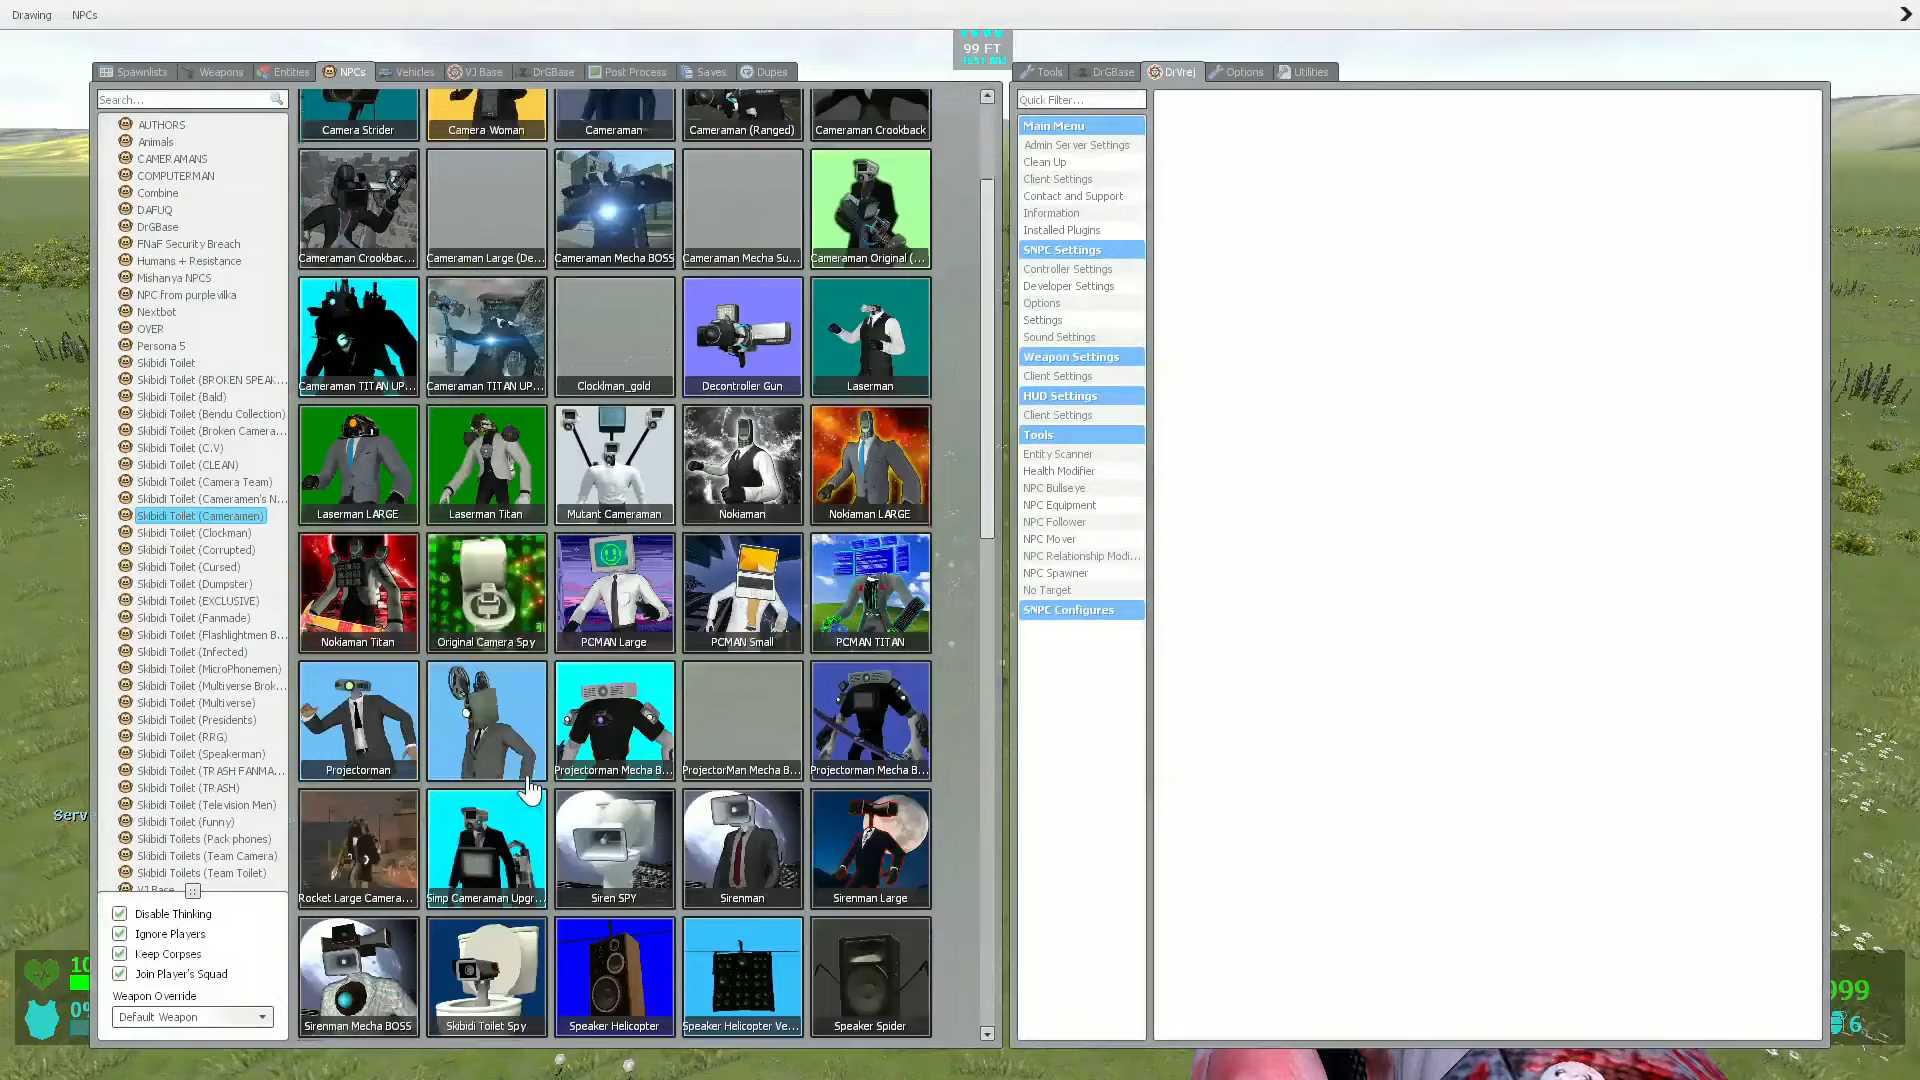 Drawing NPCs
99 FT
Spawnlists Weapons Entities NPCs Vehicles VJ Base DrGBase Post Process Saves Dupes
Tools DrGBase DrVrej Options Utilities
Search...
AUTHORS
Animals
CAMERAMANS
COMPUTERMAN
Combine
DAFUQ
DrGBase
FNaF Security Breach
Humans + Resistance
Mishanya NPCS
NPC from purplevilka
Nextbot
OVER
Persona 5
Skibidi Toilet
Skibidi Toilet (BROKEN SPEAK...
Skibidi Toilet (Bald)
Skibidi Toilet (Bendu Collection)
Skibidi Toilet (Broken Camera...
Skibidi Toilet (C.V)
Skibidi Toilet (CLEAN)
Skibidi Toilet (Camera Team)
Skibidi Toilet (Cameramen's N...
Skibidi Toilet (Cameramen)
Skibidi Toilet (Clockman)
Skibidi Toilet (Corrupted)
Skibidi Toilet (Cursed)
Skibidi Toilet (Dumpster)
Skibidi Toilet (EXCLUSIVE)
Skibidi Toilet (Fanmade)
Skibidi Toilet (Flashlightmen B...
Skibidi Toilet (Infected)
Skibidi Toilet (MicroPhonemen)
Skibidi Toilet (Multiverse Brok...
Skibidi Toilet (Multiverse)
Skibidi Toilet (Presidents)
Skibidi Toilet (RRG)
Skibidi Toilet (Speakerman)
Skibidi Toilet (TRASH FANMA...
Skibidi Toilet (TRASH)
Skibidi Toilet (Television Men)
Skibidi Toilet (funny)
Skibidi Toilets (Pack phones)
Skibidi Toilets (Team Camera)
Skibidi Toilets (Team Toilet)
VJ Base
Disable Thinking
Ignore Players
Keep Corpses
Join Player's Squad
Weapon Override
Default Weapon
Serv
10
0%
Camera Strider Camera Woman Cameraman Cameraman (Ranged) Cameraman Crookback
Cameraman Crookbac... Cameraman Large (De... Cameraman Mecha BOSS Cameraman Mecha Su... Cameraman Original (...
Cameraman TITAN UP... Cameraman TITAN UP... Clocklman_gold Decontroller Gun Laserman
Laserman LARGE Laserman Titan Mutant Cameraman Nokiaman Nokiaman LARGE
Nokiaman Titan Original Camera Spy PCMAN Large PCMAN Small PCMAN TITAN
Projectorman Projectorman Mecha B... ProjectorMan Mecha B... Projectorman Mecha B...
Rocket Large Camera... Simp Cameraman Upgr... Siren SPY Sirenman Sirenman Large
Sirenman Mecha BOSS Skibidi Toilet Spy Speaker Helicopter Speaker Helicopter Ve... Speaker Spider
Quick Filter...
Main Menu
Admin Server Settings
Clean Up
Client Settings
Contact and Support
Information
Installed Plugins
SNPC Settings
Controller Settings
Developer Settings
Options
Settings
Sound Settings
Weapon Settings
Client Settings
HUD Settings
Client Settings
Tools
Entity Scanner
Health Modifier
NPC Bullseye
NPC Equipment
NPC Follower
NPC Mover
NPC Relationship Modi...
NPC Spawner
No Target
SNPC Configures
999
6